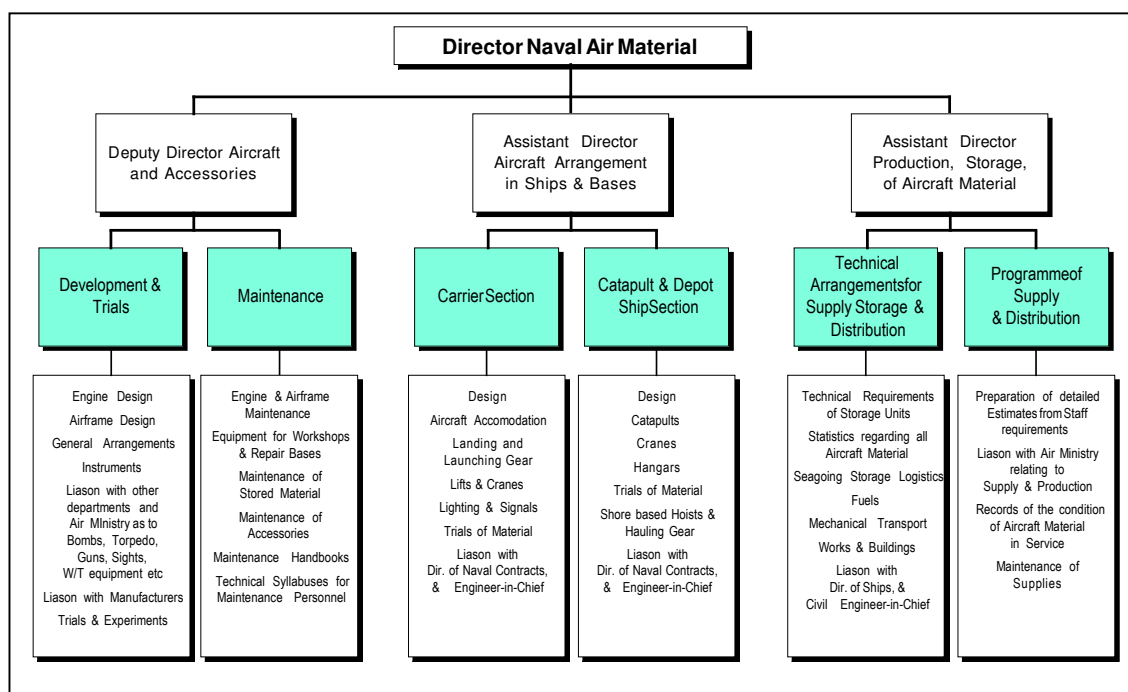 Director Naval Air Material
Deputy Director Aircraft
and Accessories
Assistant Director
Aircraft Arrangement
in Ships & Bases
Assistant Director
Production, Storage,
of Aircraft Material
Development &
Trials
Maintenance
Carrier Section
Catapult & Depot
Ship Section
Technical
Arrangements for
Supply Storage &
Distribution
Programme of
Supply
& Distribution
Engine Design
Airframe Design
General Arrangements
Instruments
Liason with other
departments and
Air MInistry as to
Bombs, Torpedo,
Guns, Sights,
W/T equipment etc
Liason with Manufacturers
Trials & Experiments
Engine & Airframe
Maintenance
Equipment for Workshops
& Repair Bases
Maintenance of
Stored Material
Maintenance of
Accessories
Maintenance Handbooks
Technical Syllabuses for
Maintenance Personnel
Design
Aircraft Accomodation
Landing and
Launching Gear
Lifts & Cranes
Lighting & Signals
Trials of Material
Liason with
Dir. of Naval Contracts,
& Engineer-in-Chief
Design
Catapults
Cranes
Hangars
Trials of Material
Shore based Hoists &
Hauling Gear
Liason with
Dir. of Naval Contracts,
& Engineer-in-Chief
Technical Requirements
of Storage Units
Statistics regarding all
Aircraft Material
Seagoing Storage Logistics
Fuels
Mechanical Transport
Works & Buildings
Liason with
Dir. of Ships, &
Civil Engineer-in-Chief
Preparation of detailed
Estimates from Staff
requirements
Liason with Air Ministry
relating to
Supply & Production
Records of the condition
of Aircraft Material
in Service
Maintenance of
Supplies